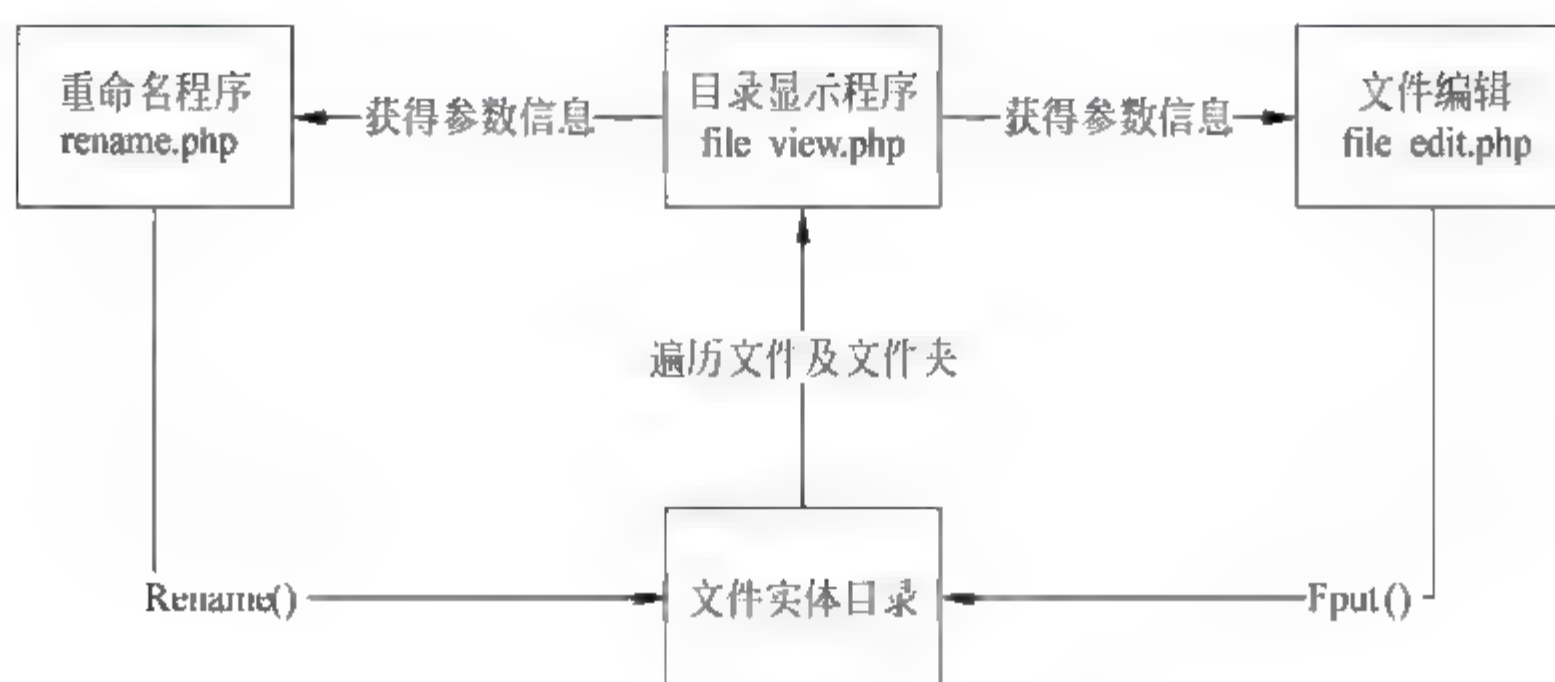 重命名程序
rename.php
获得参数信息
目录显示程序
file view.php
获得参数信息
文件编辑
file edit.php
遍历文件及文件夹
Rename()
文件实体目录
Fput()